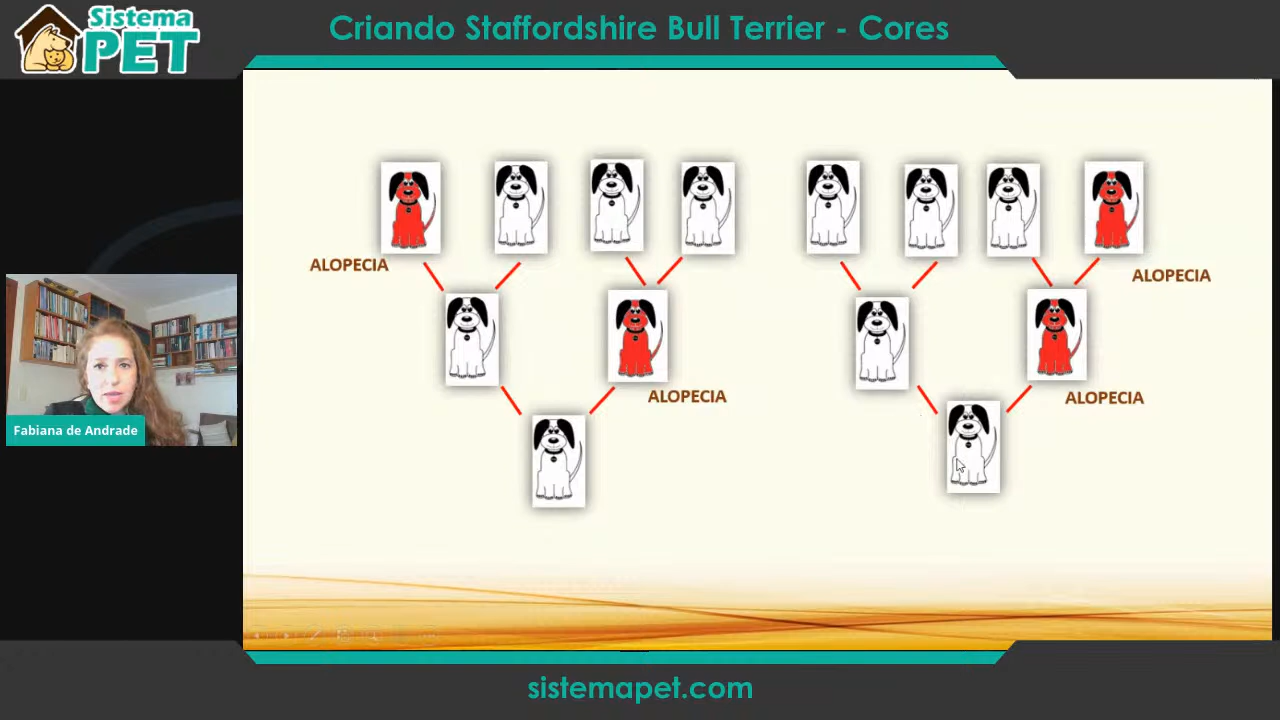 Sistema
PET
Criando Staffordshire Bull Terrier - Cores
ALOPECIA
ALOPECIA
ALOPECIA
ALOPECIA
Fabiana de Andrade
sistemapet.com